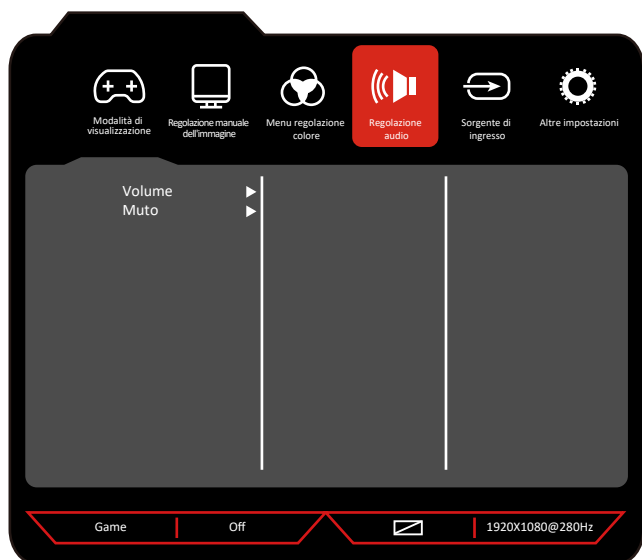 Modalità di
visualizzazione
Regolazione manuale
dell'immagine
Menu regolazione
colore
Regolazione
audio
Sorgente di
ingresso
Altre impostazioni
Volume
Muto
Game
Off
1920X1080@280Hz